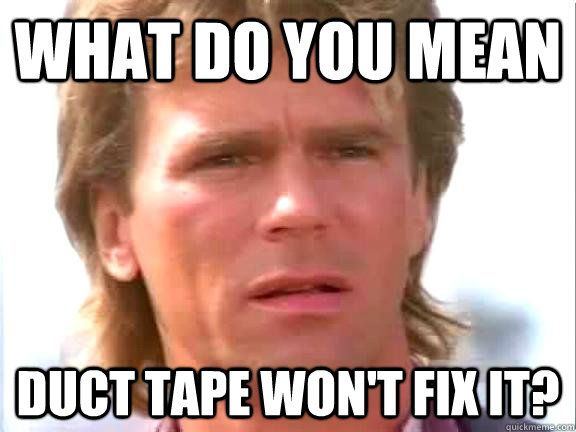 WHAT DO YOU MEAN
DUCT TAPE WON'T FIX IT?
quickmeme.com